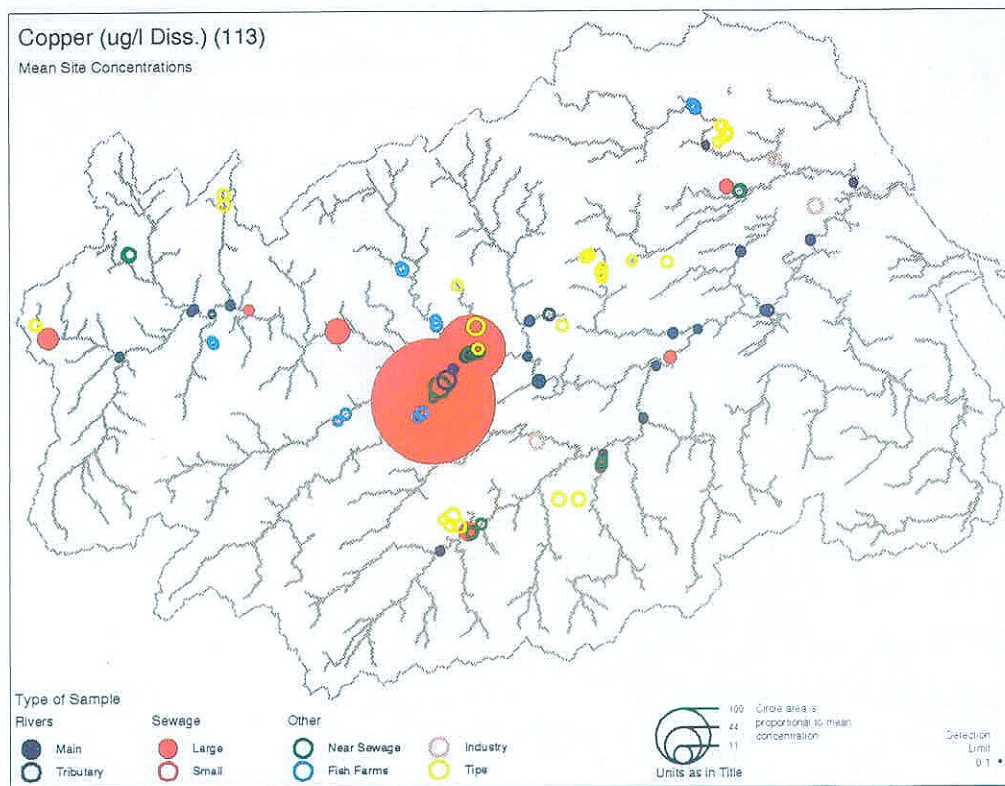 Copper (ug/l Diss.) (113)
Mean Site Concentrations
Type of Sample
Rivers
Main
Tributary
Sewage
Large
Small
Other
Near Sewage
Fish Farms
Industry
Tips
100
44
11
Circle area is
proportional to mean
concentration
Units as in Title
Detection
Limit
0.1